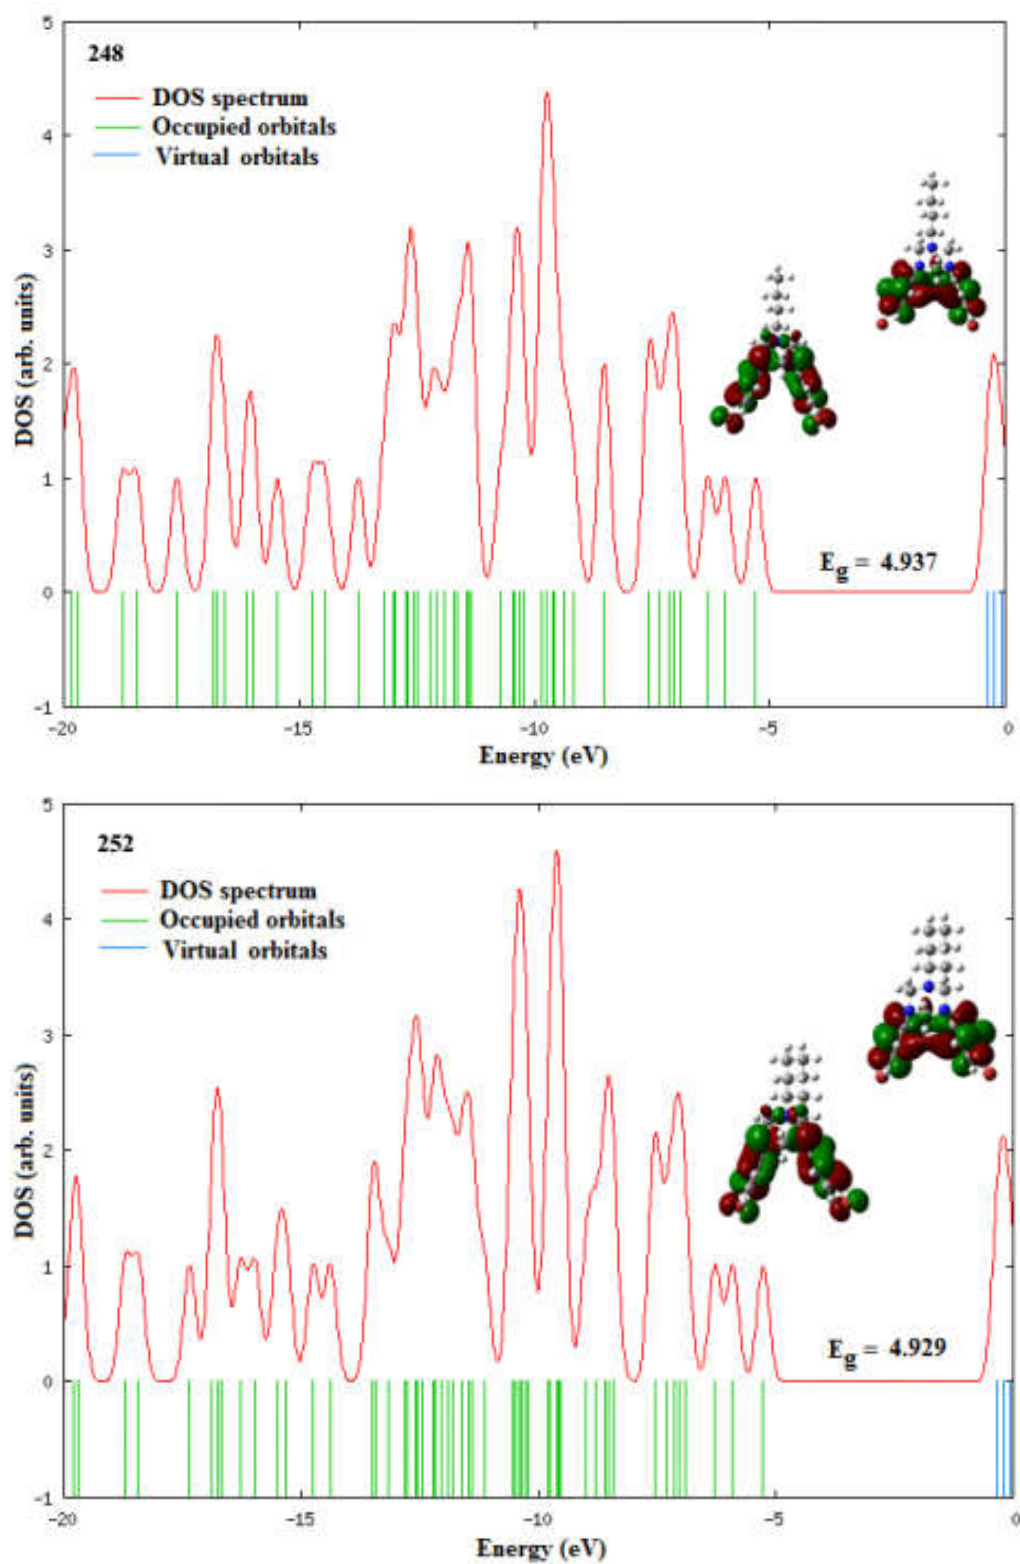 5
248
DOS spectrum
Occupied orbitals
Virtual orbitals
4
3
DOS (arb. units)
2
1
E_g = 4.937
0
-1
-20 -15 -10 -5 0
Energy (eV)
5
252
DOS spectrum
Occupied orbitals
Virtual orbitals
4
3
DOS (arb. units)
2
1
E_g = 4.929
0
-1
-20 -15 -10 -5 0
Energy (eV)